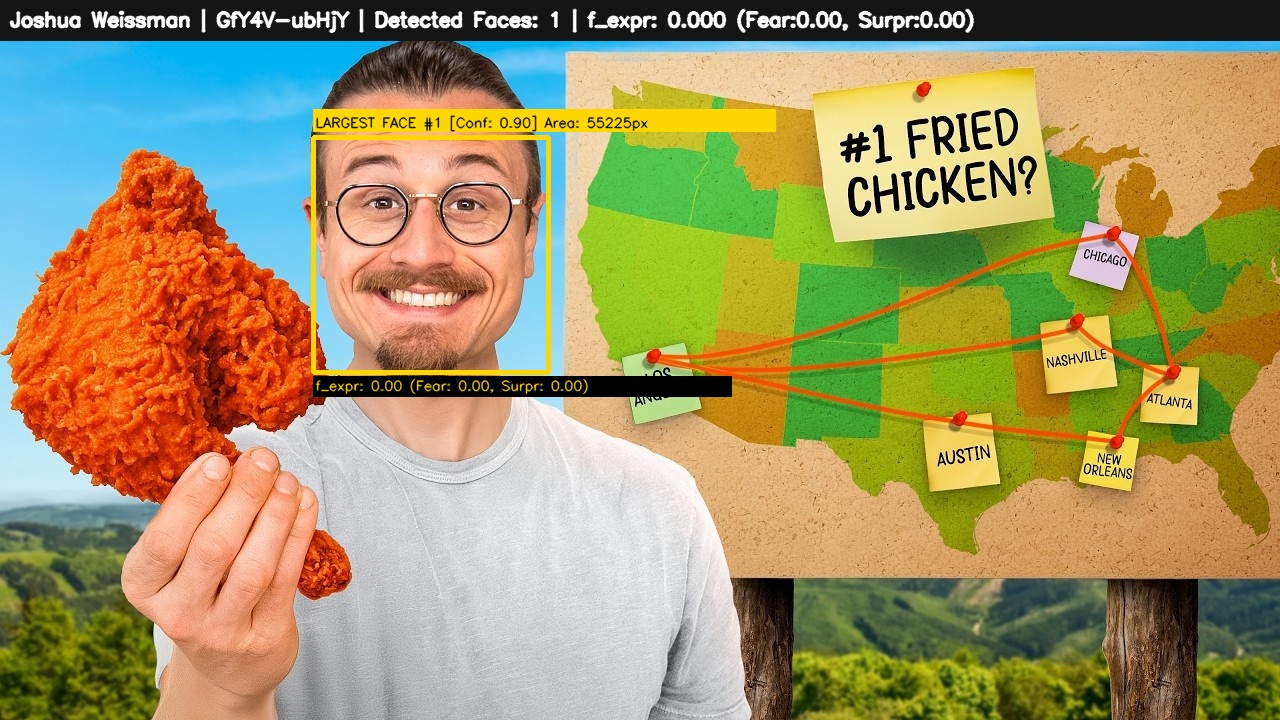 Joshua Weissman | GfY4V-ubHjY | Detected Faces: 1 | f_expr: 0.000 (Fear:0.00, Surpr:0.00)
LARGEST FACE #1 [Conf: 0.90] Area: 55225px
#1 FRIED
CHICKEN?
CHICAGO
NASHVILLE
LOS
ATLANTA
f_expr: 0.00 (Fear: 0.00, Surpr: 0.00)
AUSTIN
NEW
ORLEANS